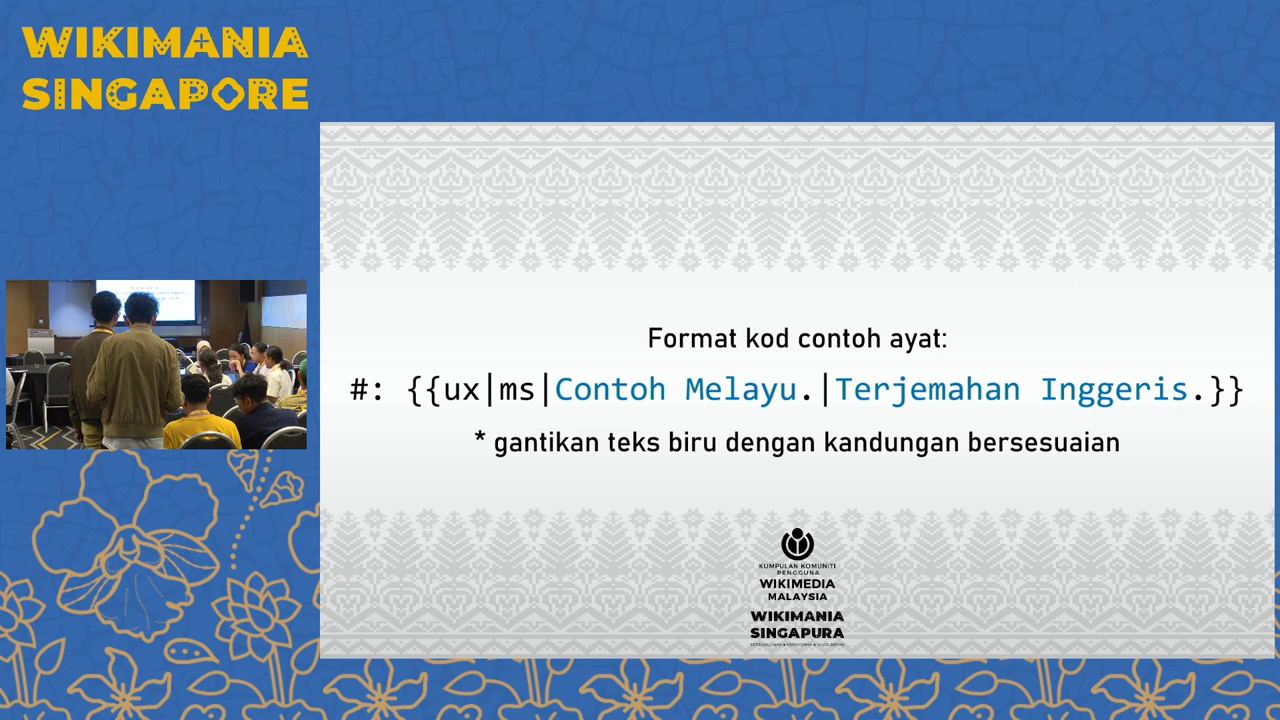 WIKIMANIA
SINGAPORE
Format kod contoh ayat:
#: {{ux|ms|Contoh Melayu.|Terjemahan Inggeris.}}
* gantikan teks biru dengan kandungan bersesuaian
KUMPULAN KOMUNITI
PENGGUNA
WIKIMEDIA
MALAYSIA
WIKIMANIA
SINGAPURA